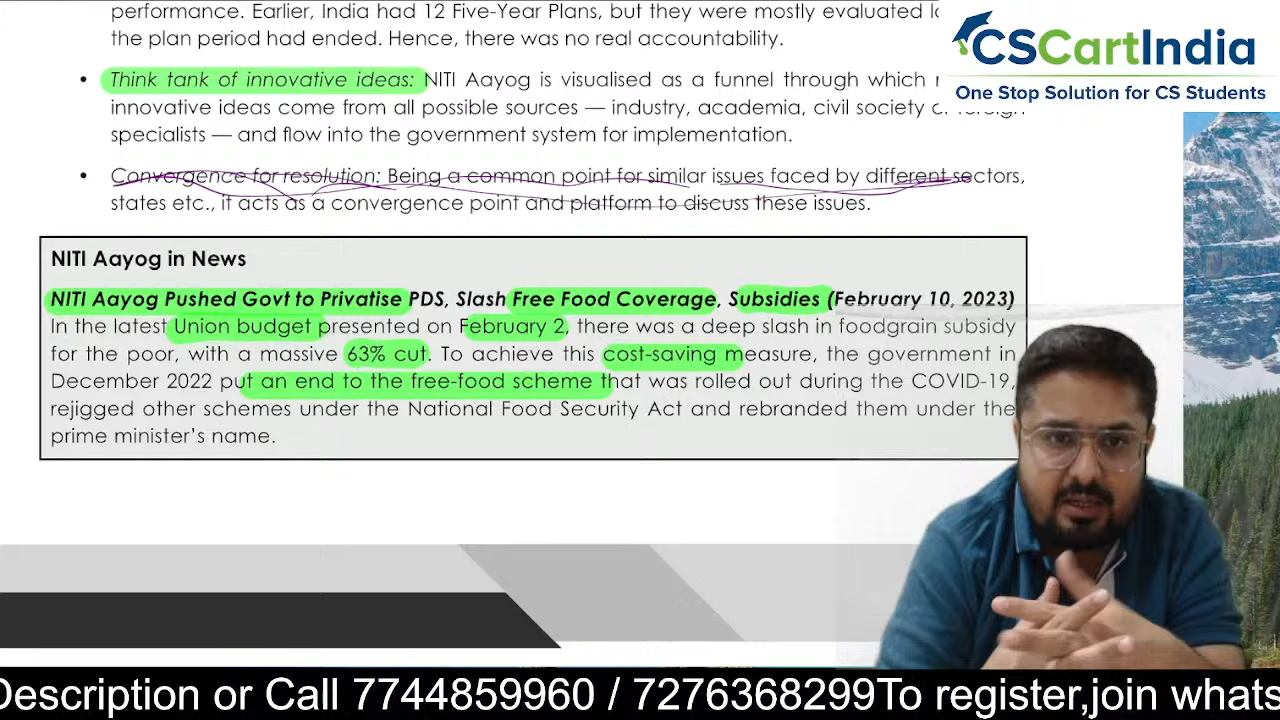 performance. Earlier, India had 12 Five-Year Plans, but they were mostly evaluated
the plan period had ended. Hence, there was no real accountability.
CSCartIndia
One Stop Solution for CS Students
• Think tank of innovative ideas: NITI Aayog is visualised as a funnel through which
innovative ideas come from all possible sources — industry, academia, civil society
specialists — and flow into the government system for implementation.
• Convergence for resolution: Being a common point for similar issues faced by different sectors,
states etc., it acts as a convergence point and platform to discuss these issues.
NITI Aayog in News
NITI Aayog Pushed Govt to Privatise PDS, Slash Free Food Coverage, Subsidies (February 10, 2023)
In the latest Union budget presented on February 2, there was a deep slash in foodgrain subsidy
for the poor, with a massive 63% cut. To achieve this cost-saving measure, the government in
December 2022 put an end to the free-food scheme that was rolled out during the COVID-19,
rejigged other schemes under the National Food Security Act and rebranded them under the
prime minister's name.
Description or Call 7744859960 / 7276368299To register,join whats